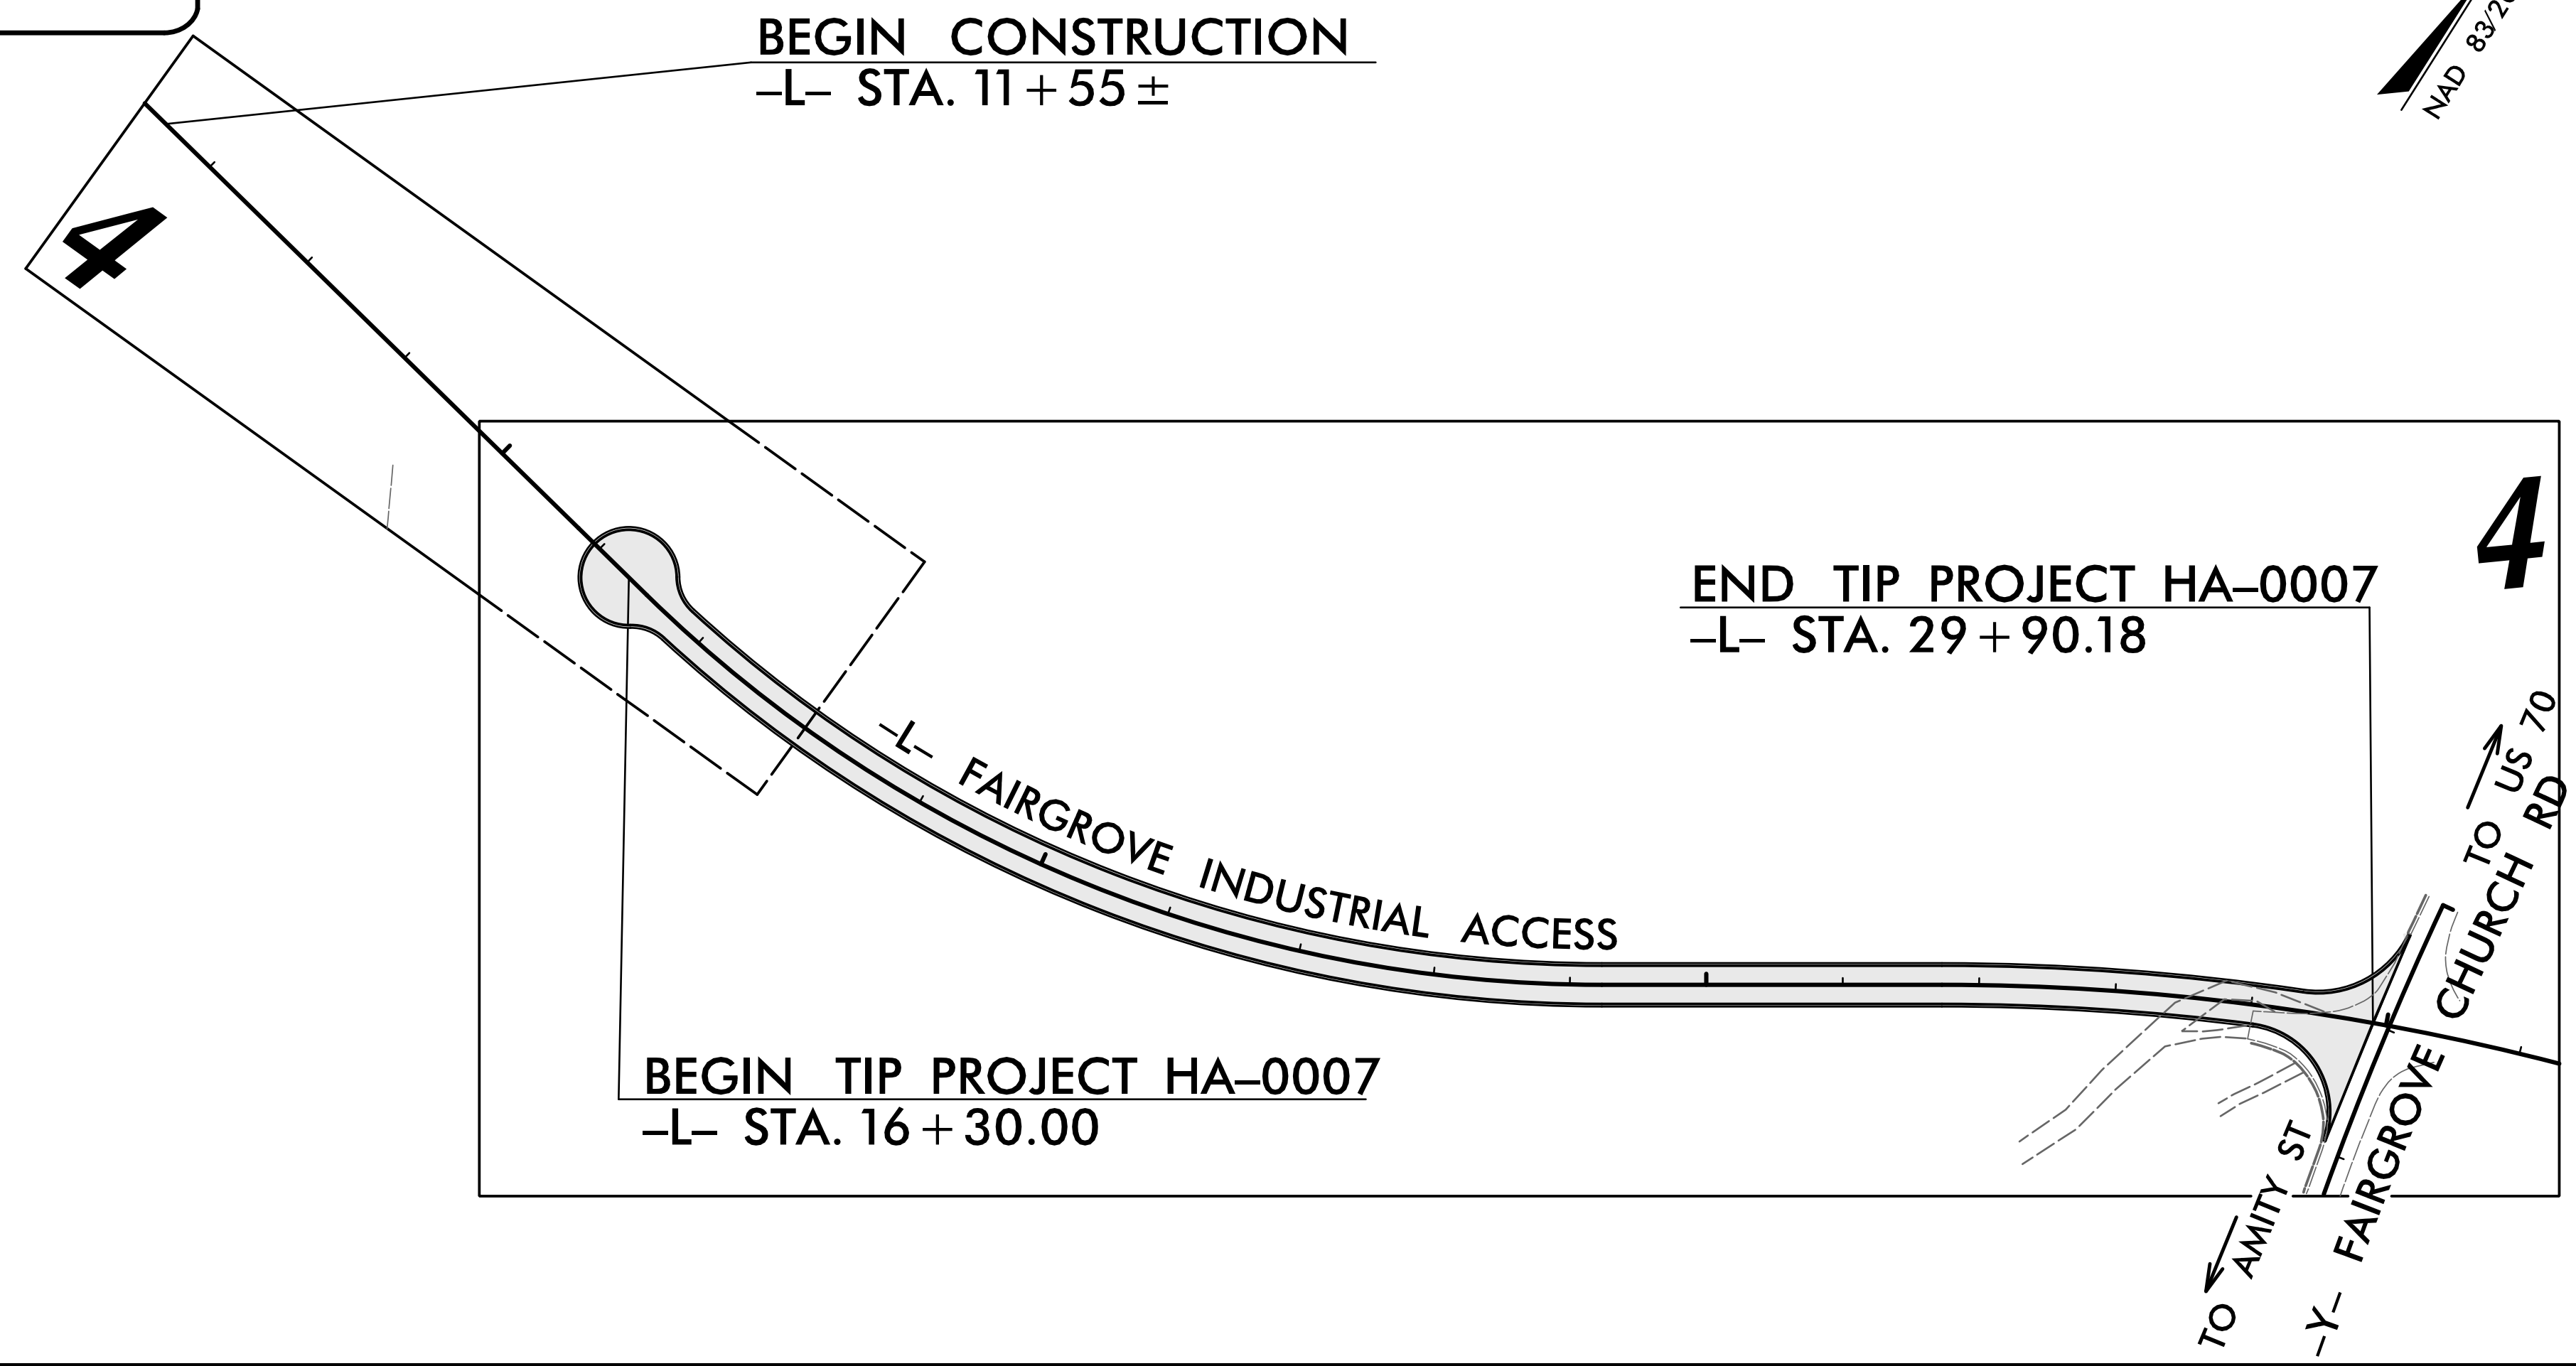 BEGIN CONSTRUCTION
–L– STA. 11+55 ±
NAD 83/20
4
4
END TIP PROJECT HA–0007
–L– STA. 29+90.18
–L– FAIRGROVE INDUSTRIAL ACCESS
TO US 70
BEGIN TIP PROJECT HA–0007
–L– STA. 16+30.00
TO AMITY ST
–Y– FAIRGROVE CHURCH RD